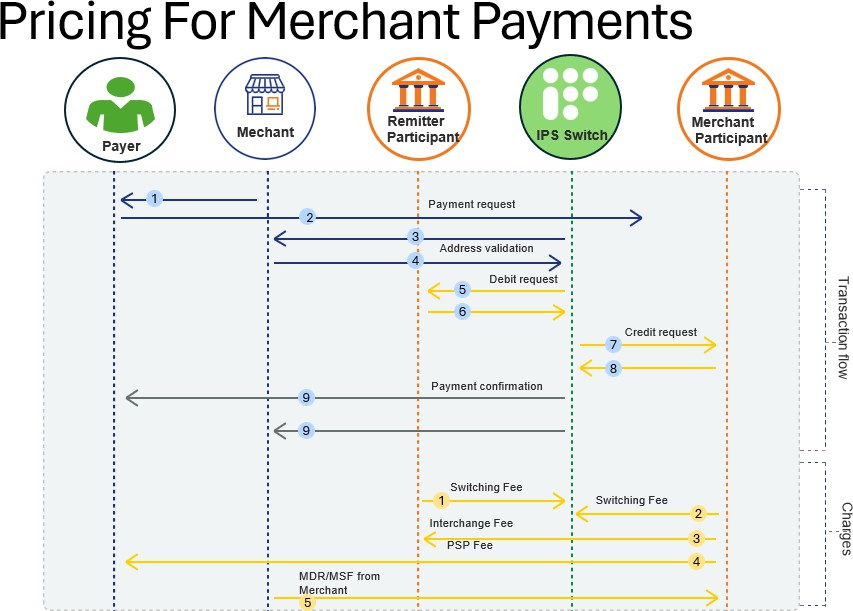 Pricing For Merchant Payments
Payer
Mechant
Remitter
Participant
IPS Switch
Merchant
Participant
1
Payment request
2
3
Address validation
4
Debit request
5
6
Credit request
7
8
Payment confirmation
9
9
Transaction flow
Switching Fee
1
Switching Fee
2
Interchange Fee
3
PSP Fee
4
MDR/MSF from
Merchant
5
Charges